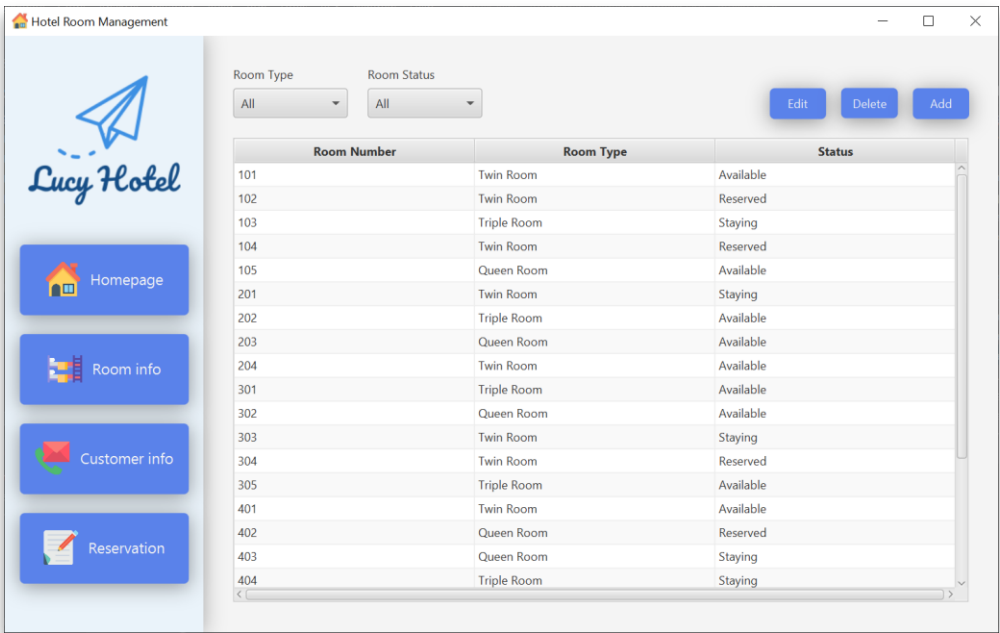 Hotel Room Management
Lucy Hotel
Homepage
Room info
Customer info
Reservation
Room Type Room Status
All All Edit Delete Add
Room Number Room Type Status
101 Twin Room Available
102 Twin Room Reserved
103 Triple Room Staying
104 Twin Room Reserved
105 Queen Room Available
201 Twin Room Staying
202 Triple Room Available
203 Queen Room Available
204 Twin Room Available
301 Triple Room Available
302 Queen Room Available
303 Twin Room Staying
304 Twin Room Reserved
305 Triple Room Available
401 Twin Room Available
402 Queen Room Reserved
403 Queen Room Staying
404 Triple Room Staying